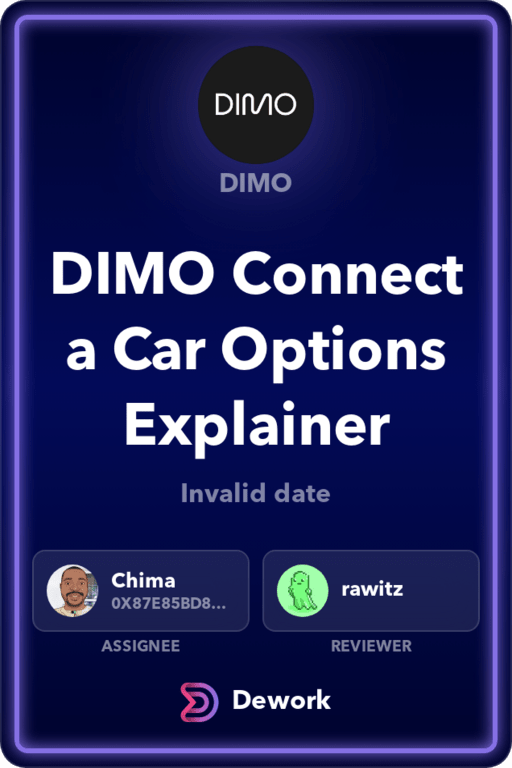 DIMO
DIMO
DIMO Connect
a Car Options
Explainer
Invalid date
Chima
0X87E85BD8...
rawitz
ASSIGNEE
REVIEWER
Dework